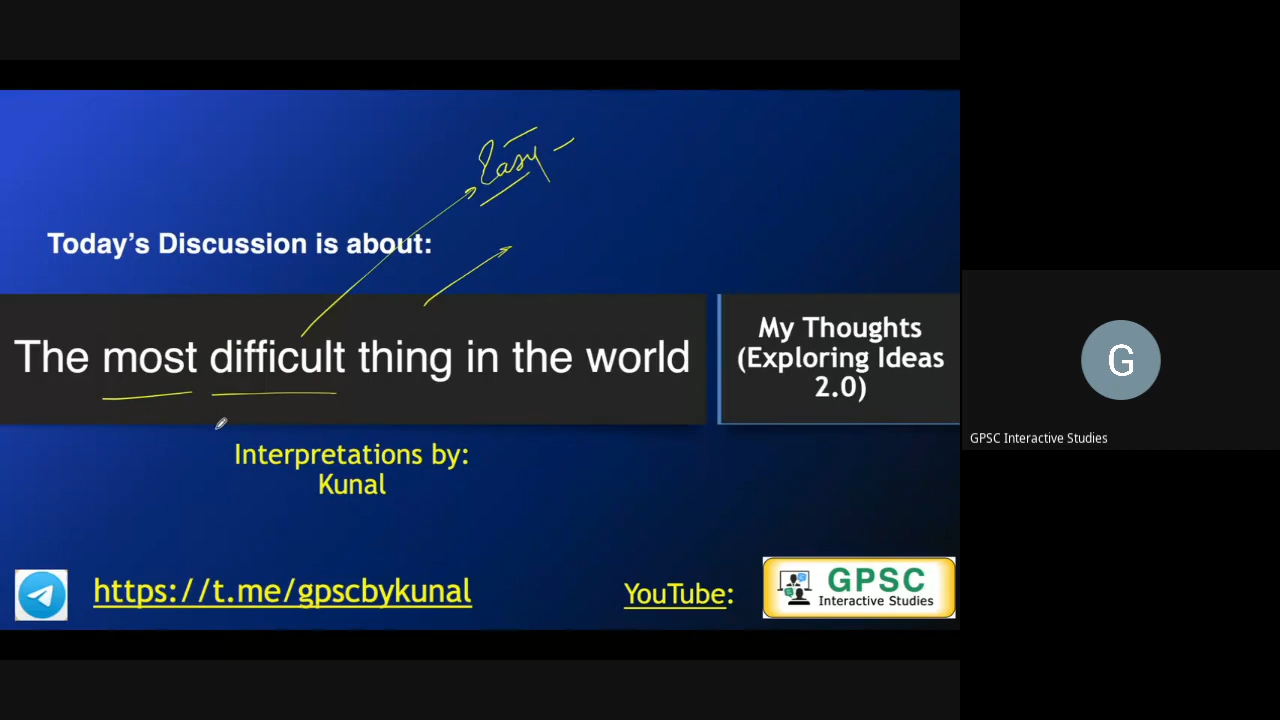 Easy
Today's Discussion is about:
The most difficult thing in the world
My Thoughts
(Exploring Ideas
2.0)
Interpretations by:
Kunal
https://t.me/gpscbykunal
YouTube:
GPSC
Interactive Studies
G
GPSC Interactive Studies